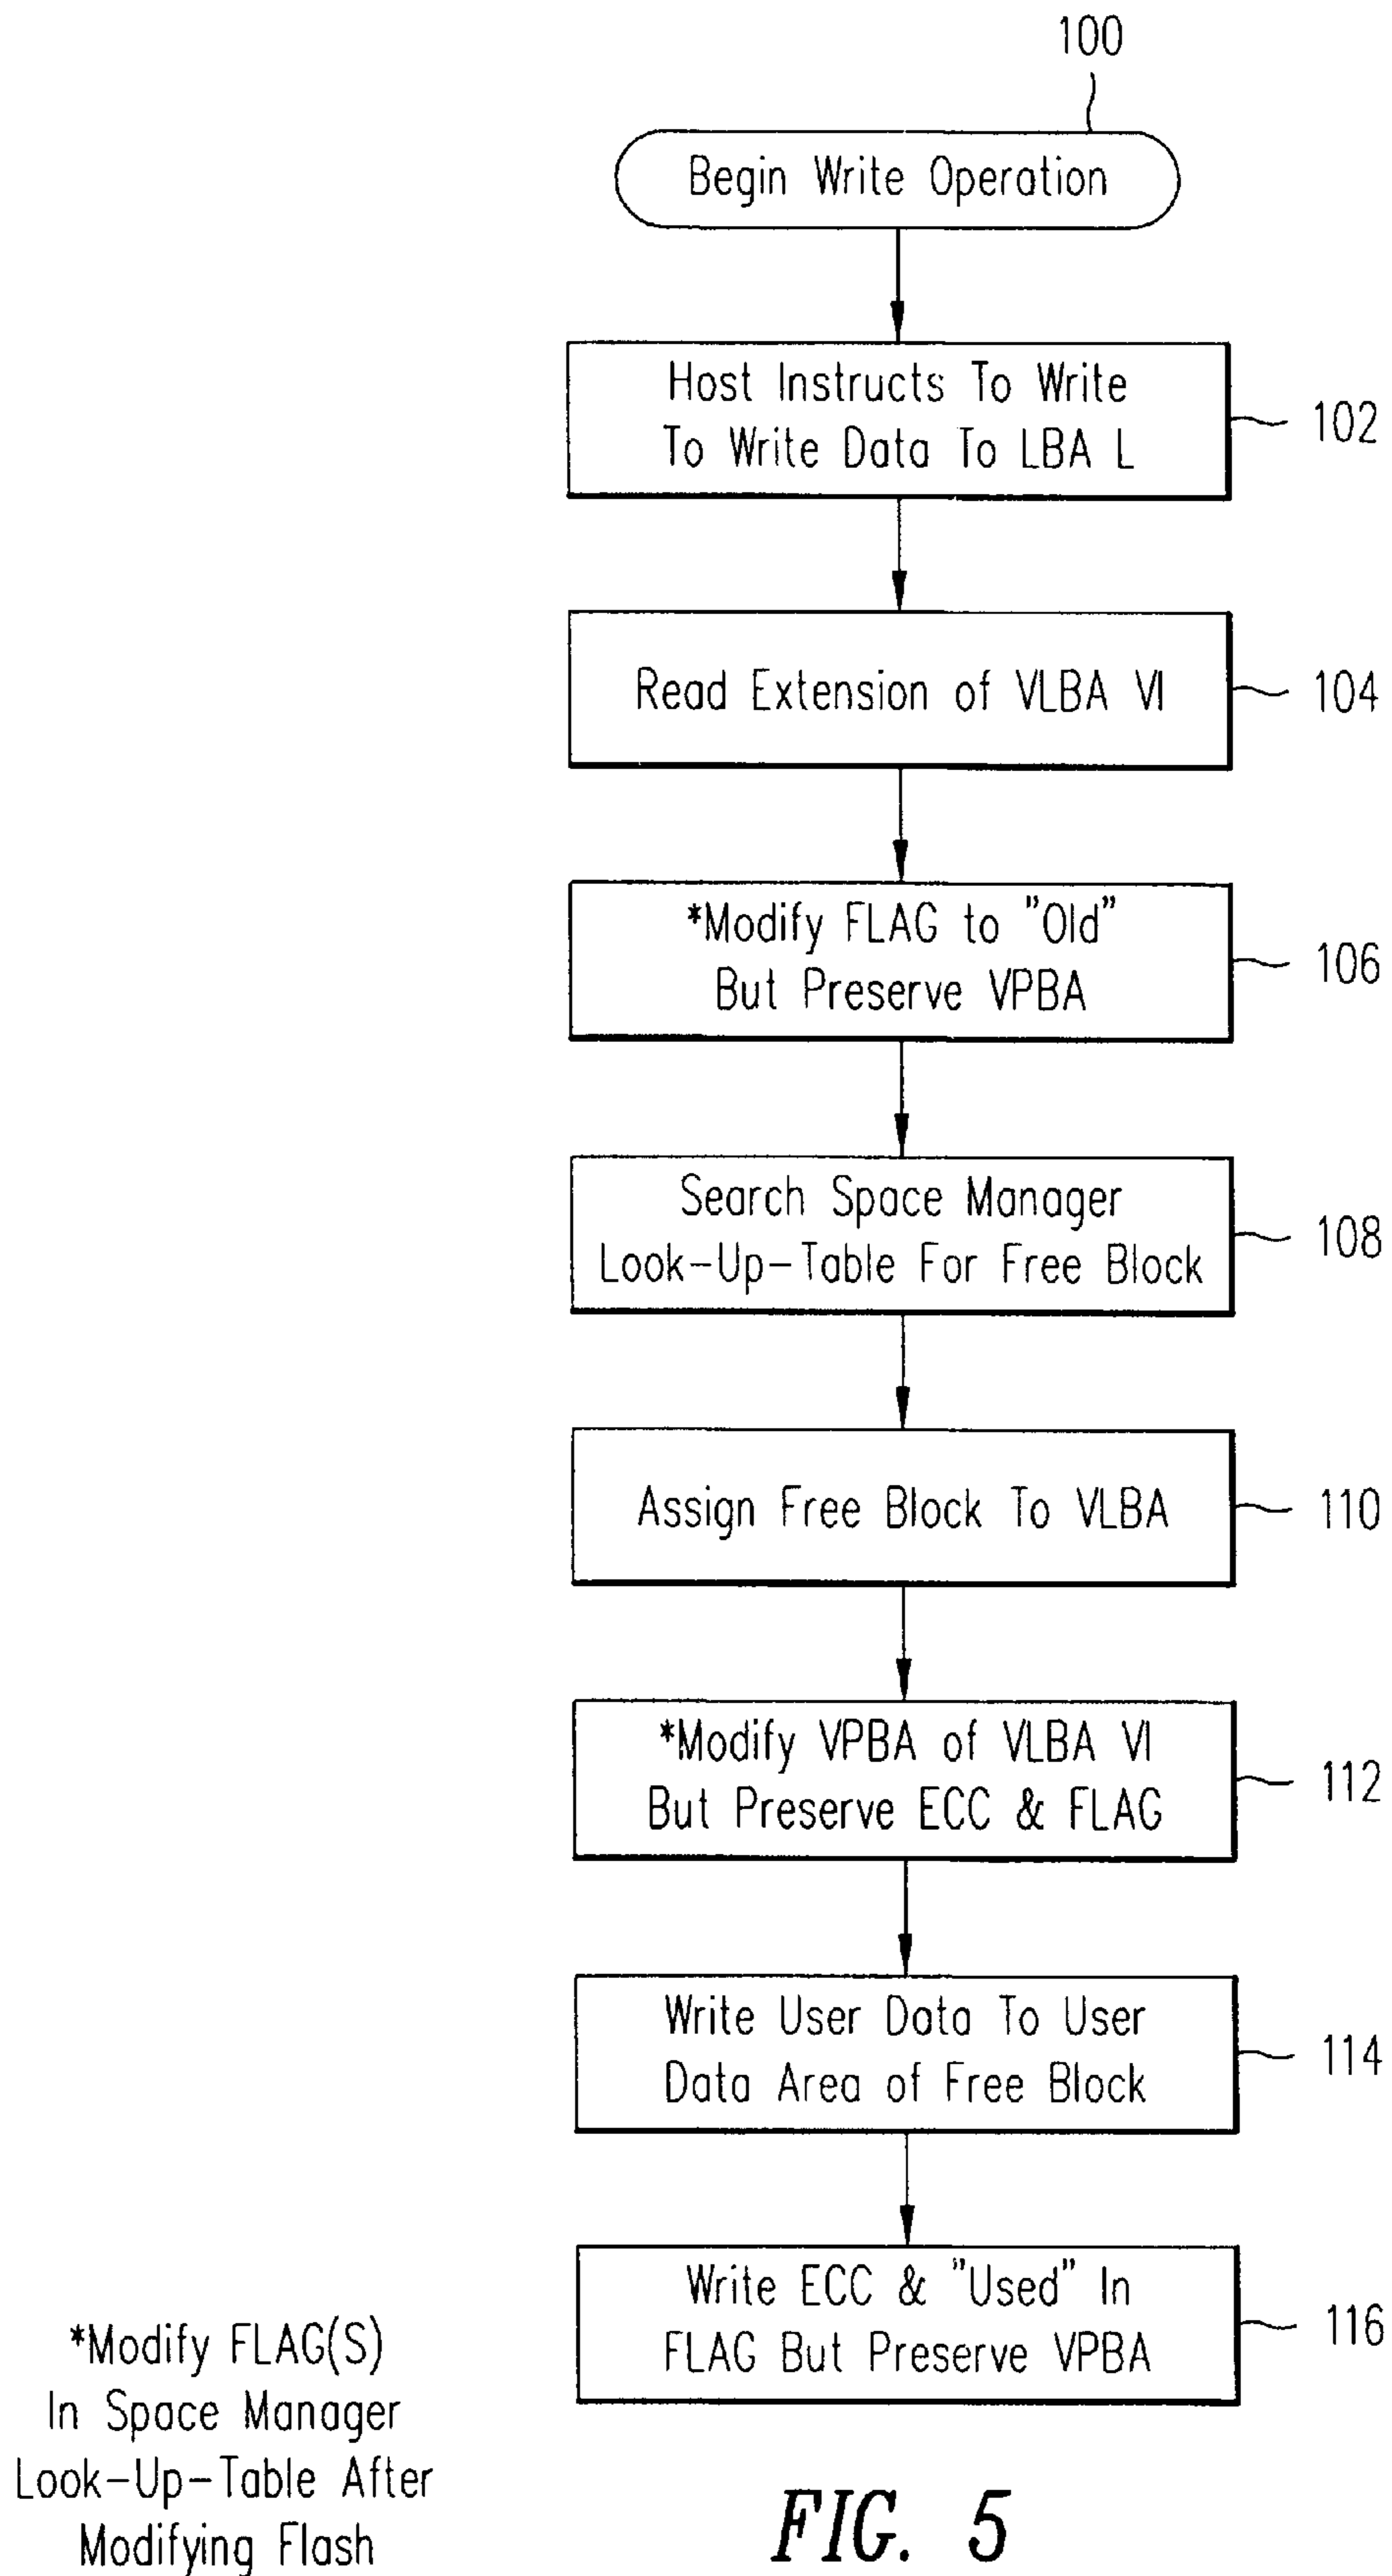 100
Begin Write Operation
Host Instructs To Write
To Write Data To LBA L
102
Read Extension of VLBA VI
104
*Modify FLAG to "Old"
But Preserve VPBA
106
Search Space Manager
Look-Up-Table For Free Block
108
Assign Free Block To VLBA
110
*Modify VPBA of VLBA VI
But Preserve ECC & FLAG
112
Write User Data To User
Data Area of Free Block
114
Write ECC & "Used" In
FLAG But Preserve VPBA
116
*Modify FLAG(S)
In Space Manager
Look-Up-Table After
Modifying Flash
FIG. 5